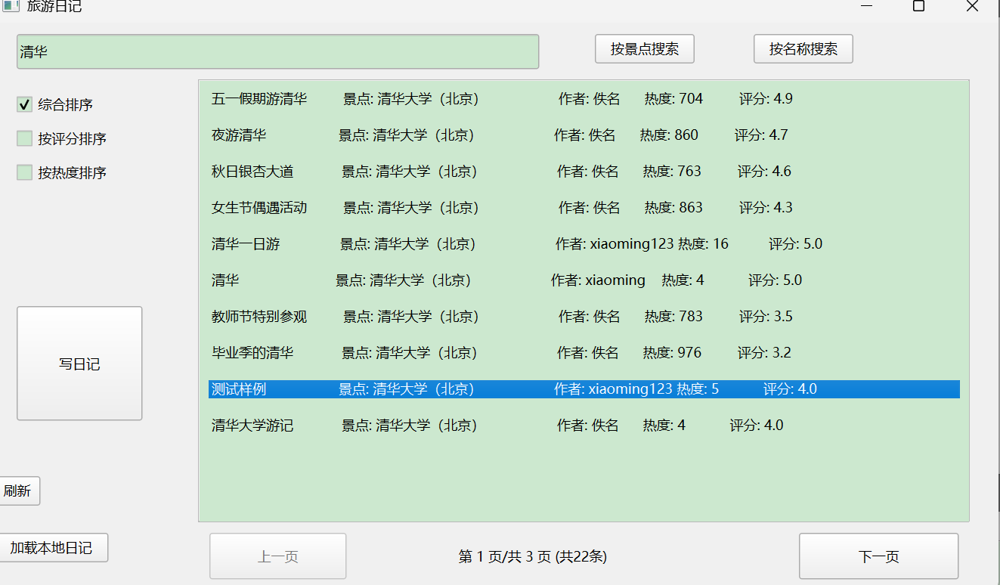 旅游日记
清华
按景点搜索
按名称搜索
综合排序
按评分排序
按热度排序
五一假期游清华 景点: 清华大学（北京） 作者: 佚名 热度: 704 评分: 4.9
夜游清华 景点: 清华大学（北京） 作者: 佚名 热度: 860 评分: 4.7
秋日银杏大道 景点: 清华大学（北京） 作者: 佚名 热度: 763 评分: 4.6
女生节偶遇活动 景点: 清华大学（北京） 作者: 佚名 热度: 863 评分: 4.3
清华一日游 景点: 清华大学（北京） 作者: xiaoming123 热度: 16 评分: 5.0
清华 景点: 清华大学（北京） 作者: xiaoming 热度: 4 评分: 5.0
教师节特别参观 景点: 清华大学（北京） 作者: 佚名 热度: 783 评分: 3.5
毕业季的清华 景点: 清华大学（北京） 作者: 佚名 热度: 976 评分: 3.2
测试样例 景点: 清华大学（北京） 作者: xiaoming123 热度: 5 评分: 4.0
清华大学游记 景点: 清华大学（北京） 作者: 佚名 热度: 4 评分: 4.0
写日记
刷新
加载本地日记
上一页
第 1 页/共 3 页 (共22条)
下一页